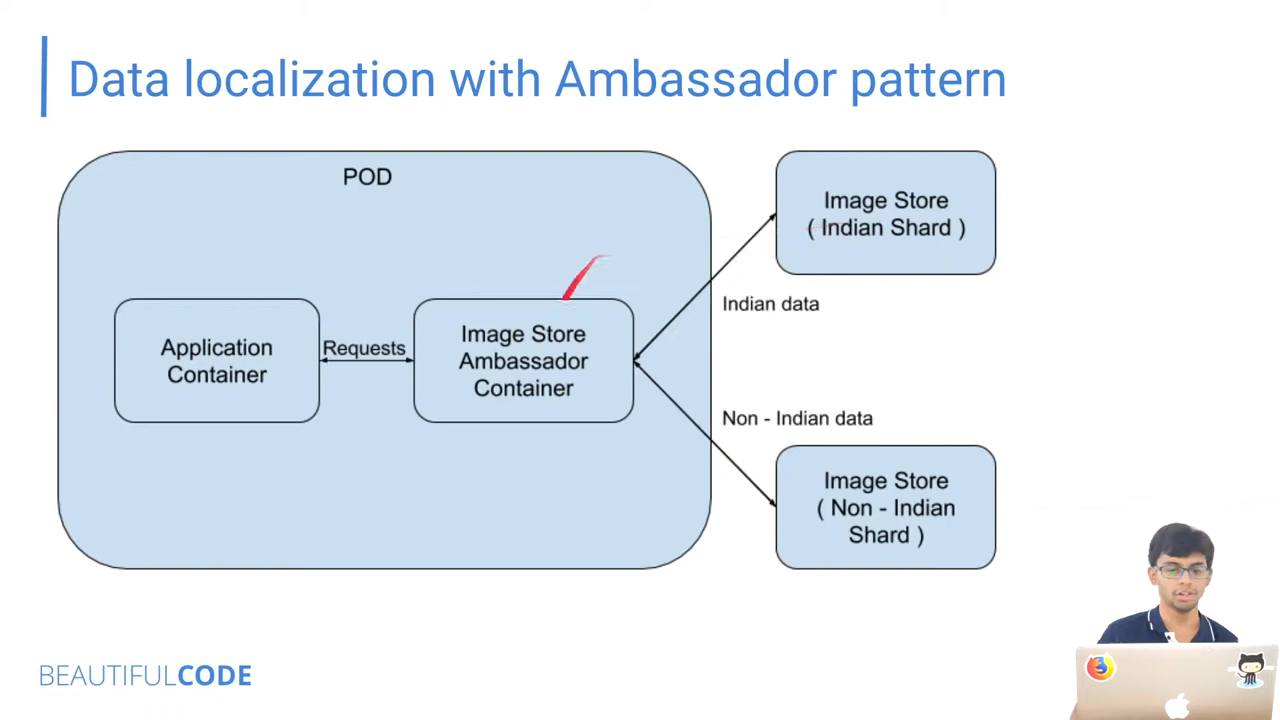 Data localization with Ambassador pattern
POD
Application
Container
Requests
Image Store
Ambassador
Container
Image Store
( Indian Shard )
Indian data
Non - Indian data
Image Store
( Non - Indian
Shard )
BEAUTIFULCODE